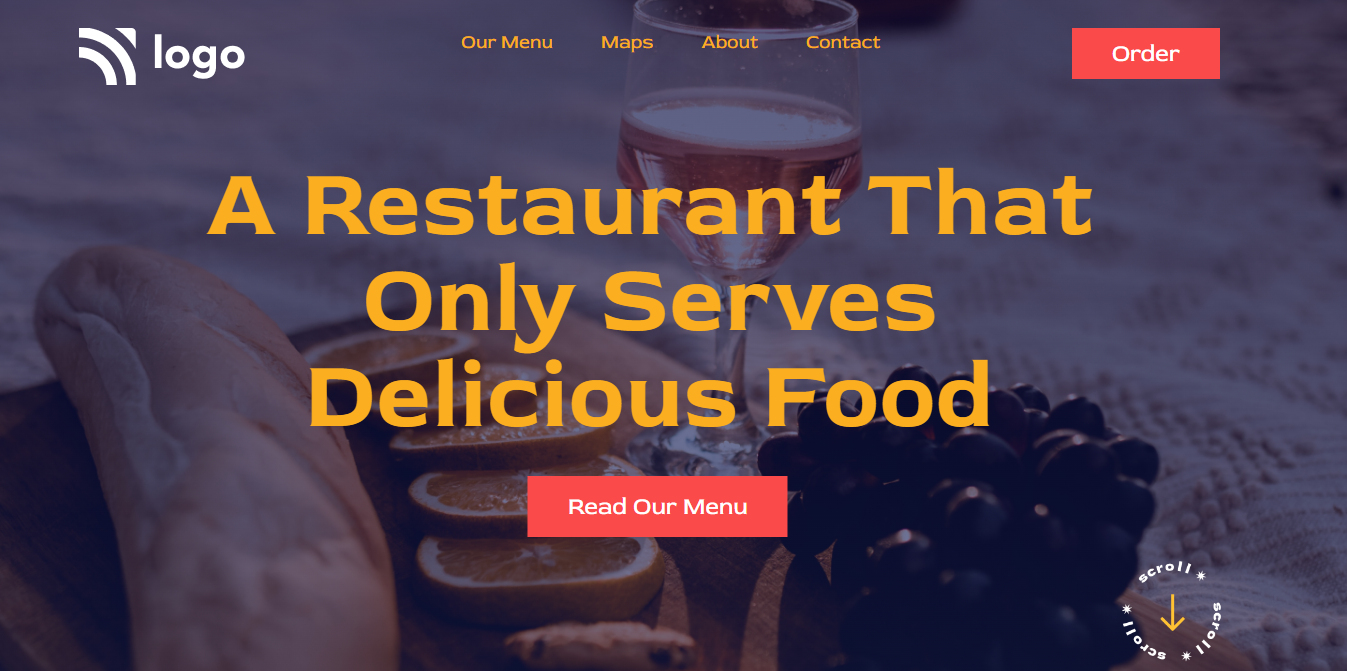 logo
Our Menu Maps About Contact
Order
A Restaurant That
Only Serves
Delicious Food
Read Our Menu
scroll * scroll * scroll *